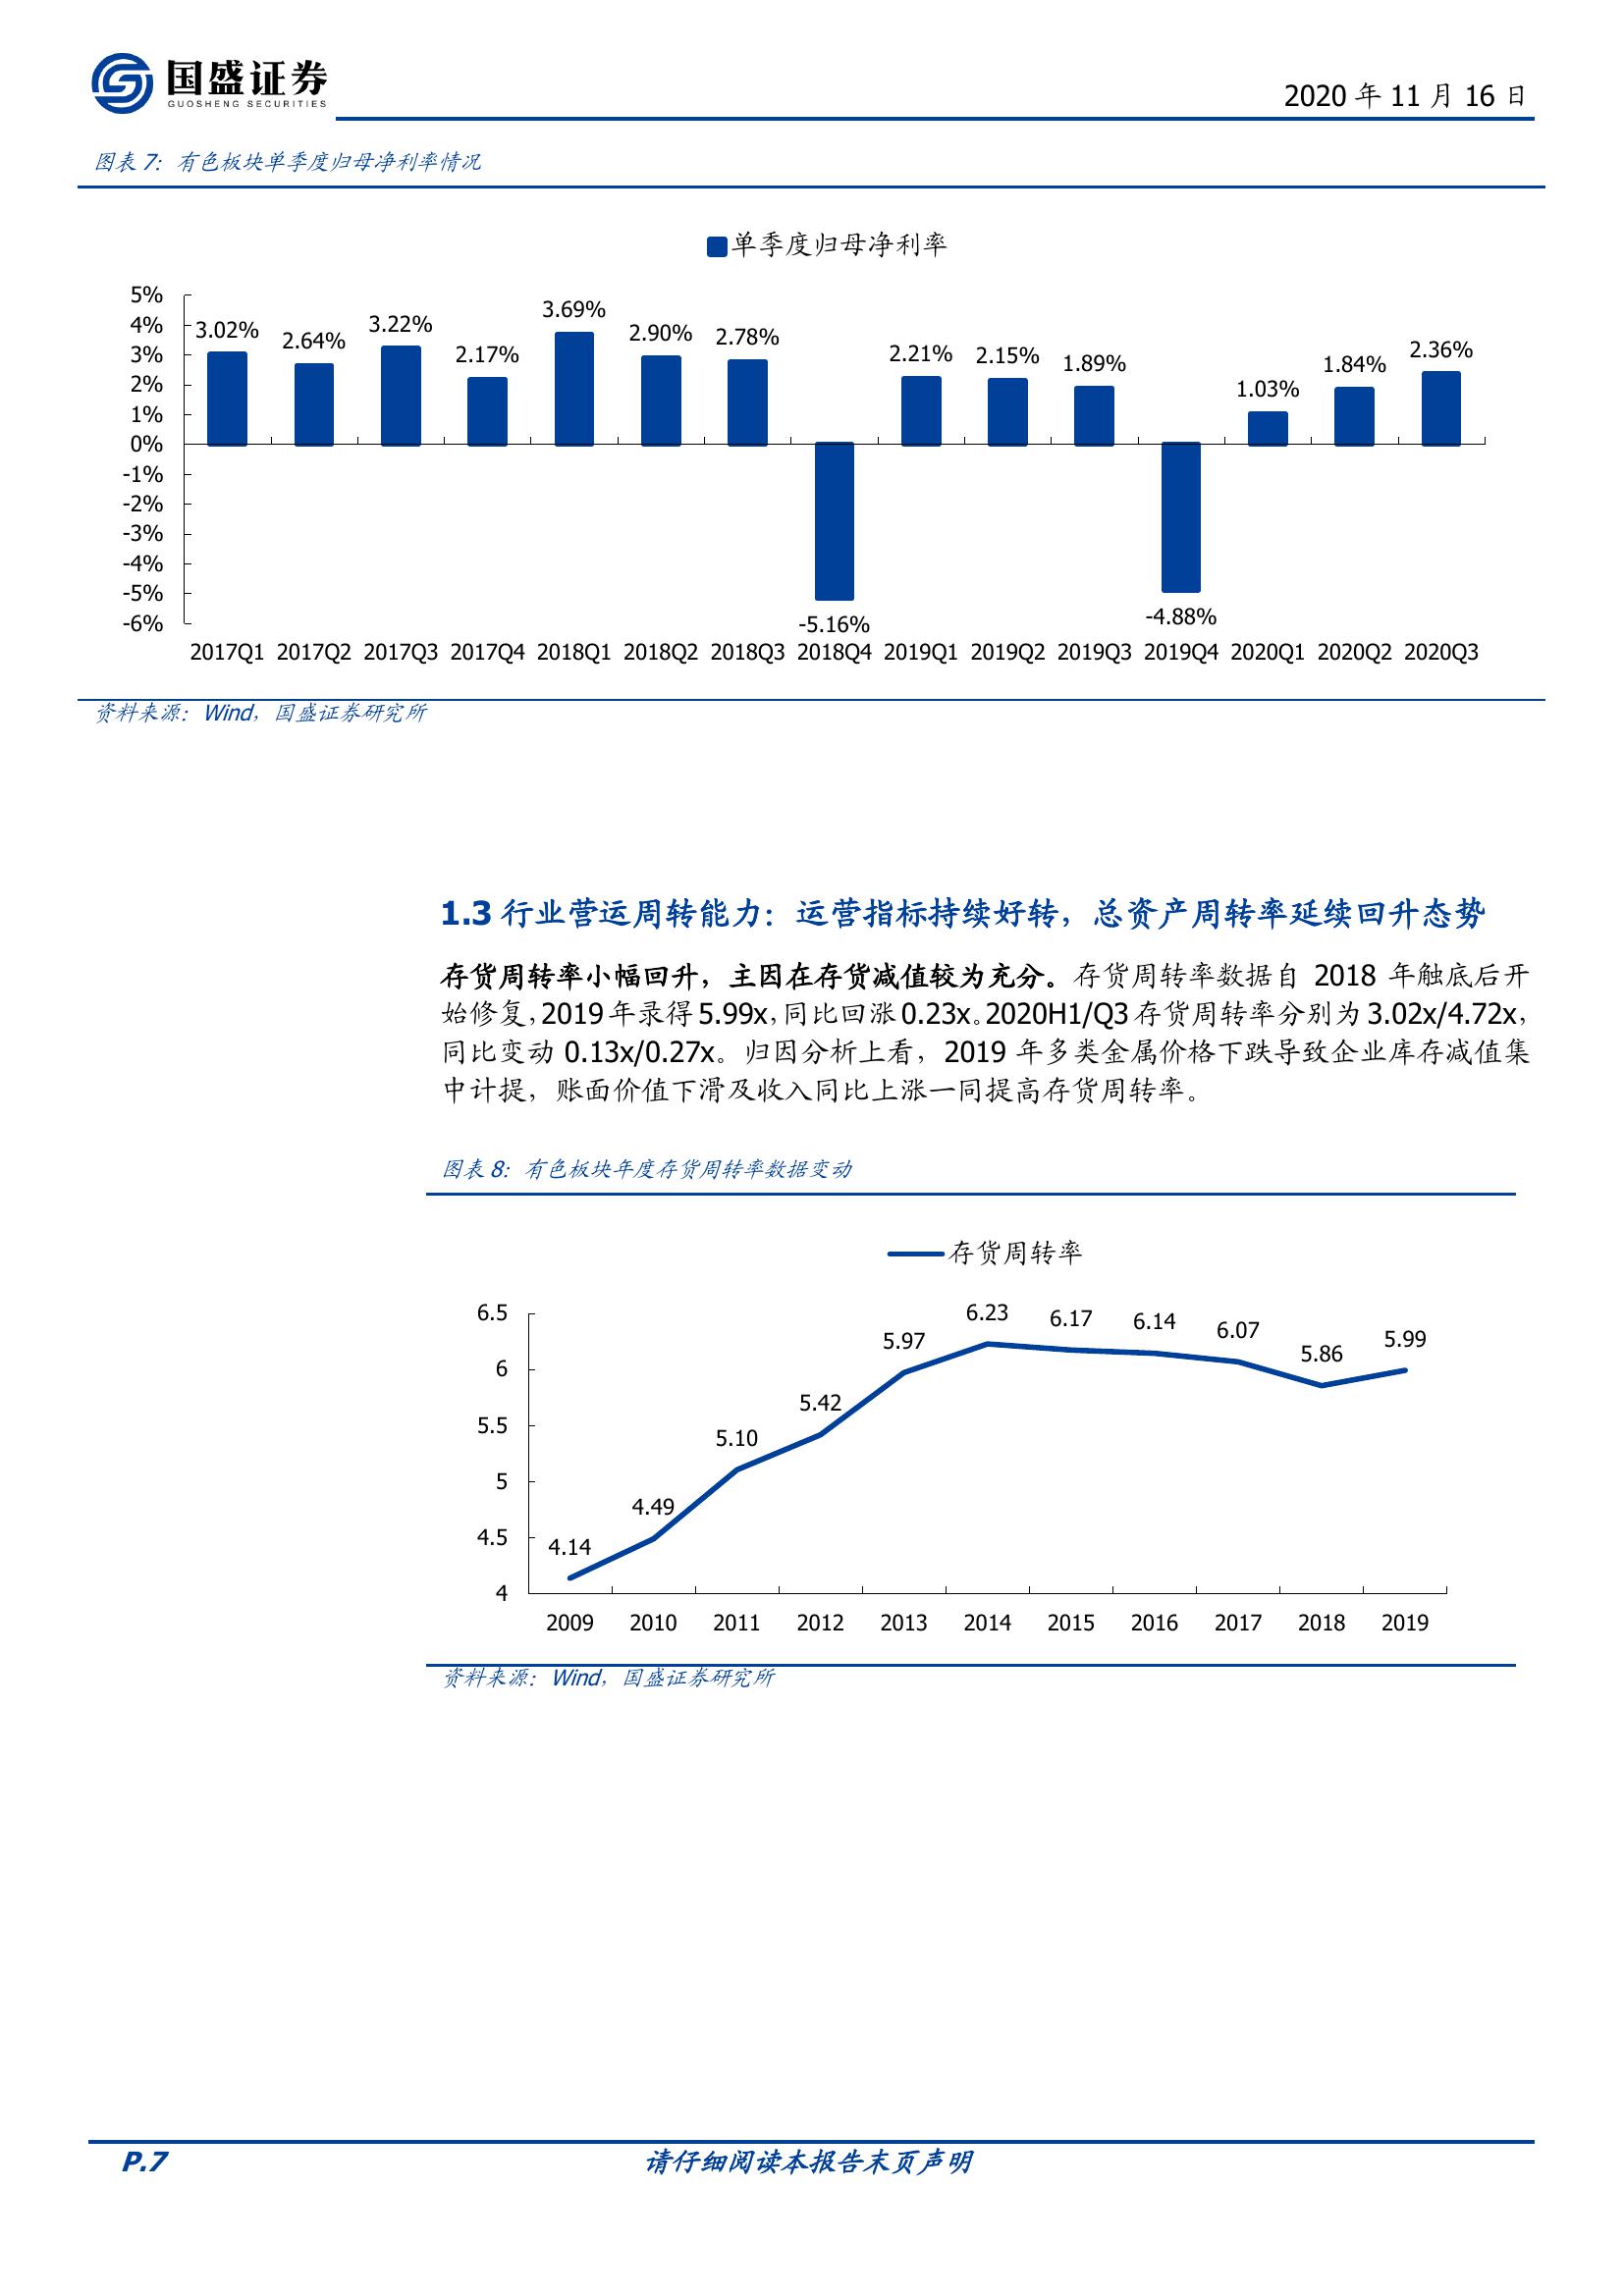 国盛证券
GUOSHENG SECURITIES
2020 年 11 月 16 日
图表 7：有色板块单季度归母净利率情况
单季度归母净利率
5%
4%
3%
2%
1%
0%
-1%
-2%
-3%
-4%
-5%
-6%
3.02%
2.64%
3.22%
2.17%
3.69%
2.90%
2.78%
-5.16%
2.21%
2.15%
1.89%
-4.88%
1.03%
1.84%
2.36%
2017Q1 2017Q2 2017Q3 2017Q4 2018Q1 2018Q2 2018Q3 2018Q4 2019Q1 2019Q2 2019Q3 2019Q4 2020Q1 2020Q2 2020Q3
资料来源：Wind，国盛证券研究所
1.3 行业营运周转能力：运营指标持续好转，总资产周转率延续回升态势
存货周转率小幅回升，主因在存货减值较为充分。存货周转率数据自 2018 年触底后开
始修复，2019 年录得 5.99x，同比回涨 0.23x。2020H1/Q3 存货周转率分别为 3.02x/4.72x，
同比变动 0.13x/0.27x。归因分析上看，2019 年多类金属价格下跌导致企业库存减值集
中计提，账面价值下滑及收入同比上涨一同提高存货周转率。
图表 8：有色板块年度存货周转率数据变动
存货周转率
6.5
6
5.5
5
4.5
4
4.14
4.49
5.10
5.42
5.97
6.23
6.17
6.14
6.07
5.86
5.99
2009 2010 2011 2012 2013 2014 2015 2016 2017 2018 2019
资料来源：Wind，国盛证券研究所
P.7
请仔细阅读本报告末页声明